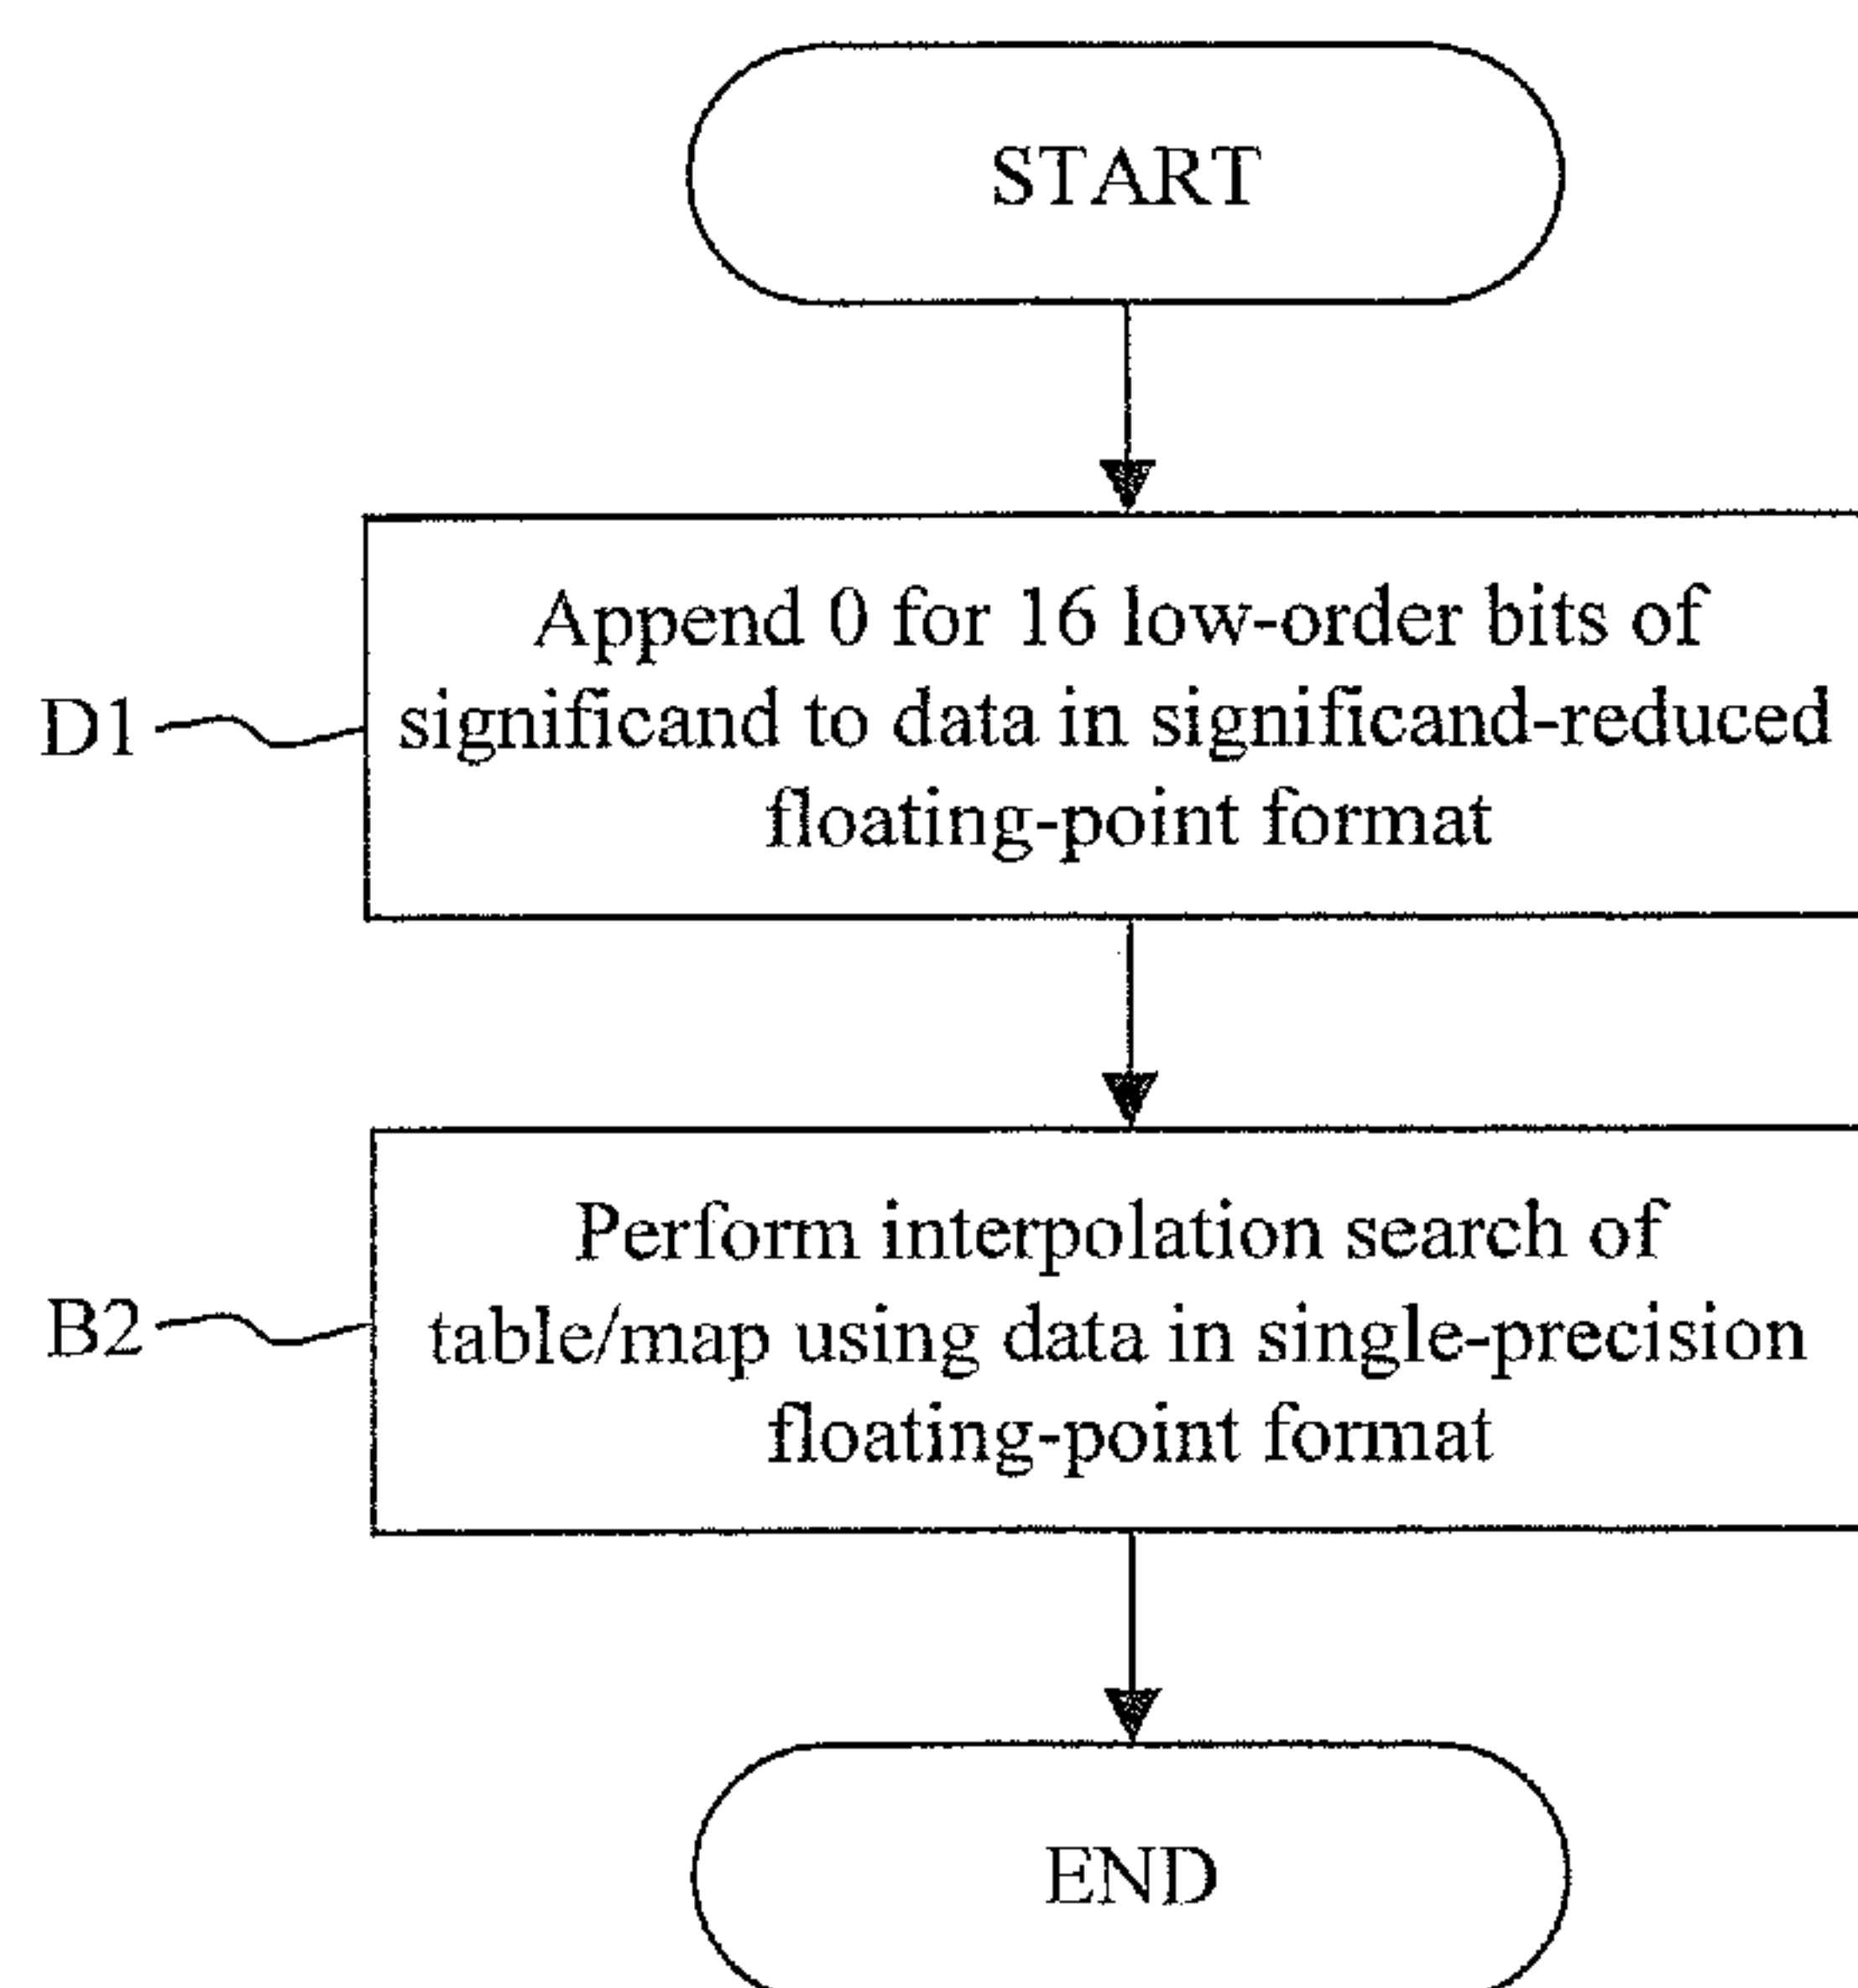 START
Append 0 for 16 low-order bits of
D1
significand to data in significand-reduced
floating-point format
Perform interpolation search of
B2
table/map using data in single-precision
floating-point format
END